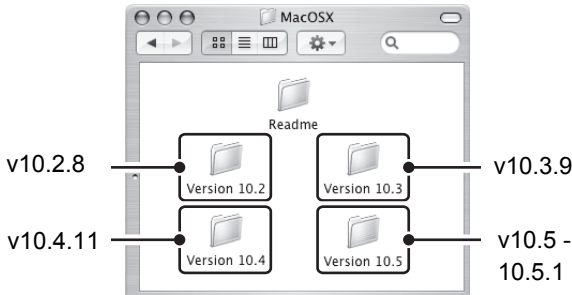 MacOSX
Readme
v10.2.8
Version 10.2
Version 10.3
v10.3.9
v10.4.11
Version 10.4
Version 10.5
v10.5 -
10.5.1